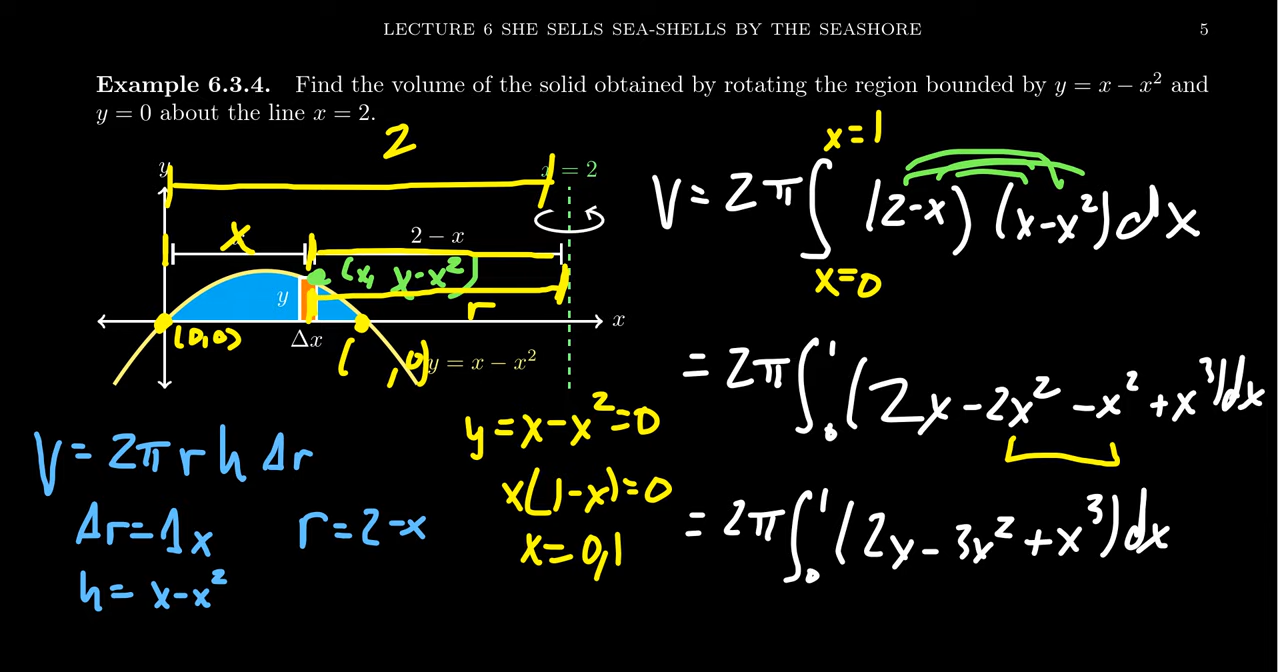 LECTURE 6 SHE SELLS SEA-SHELLS BY THE SEASHORE 5
Example 6.3.4. Find the volume of the solid obtained by rotating the region bounded by y = x − x² and
y = 0 about the line x = 2.
2
y
x = 2
x
2 − x
(x, x-x²)
y
r
x
(0,0)
Δx
( ,0)
y = x − x²
V = 2π r h Δr
Δr = Δx r = 2-x
h = x-x²
y = x-x² = 0
x(1-x) = 0
x = 0,1
x=1
V = 2π ∫ (2-x) (x-x²) dx
x=0
= 2π ∫₀¹ (2x - 2x² - x² + x³) dx
= 2π ∫₀¹ (2x - 3x² + x³) dx